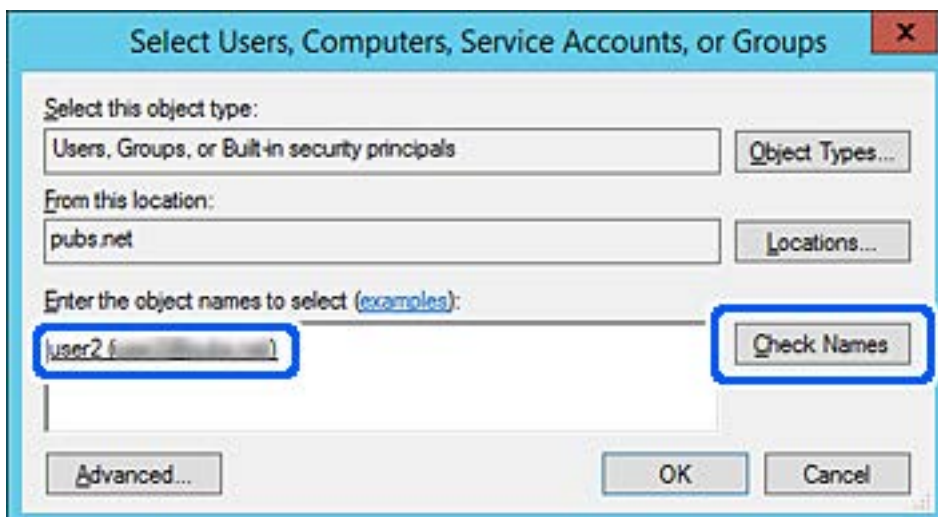 Select Users, Computers, Service Accounts, or Groups
x
Select this object type:
Users, Groups, or Built-in security principals
Object Types...
From this location:
pubs.net
Locations...
Enter the object names to select (examples):
user2 (
)
Check Names
Advanced...
OK
Cancel